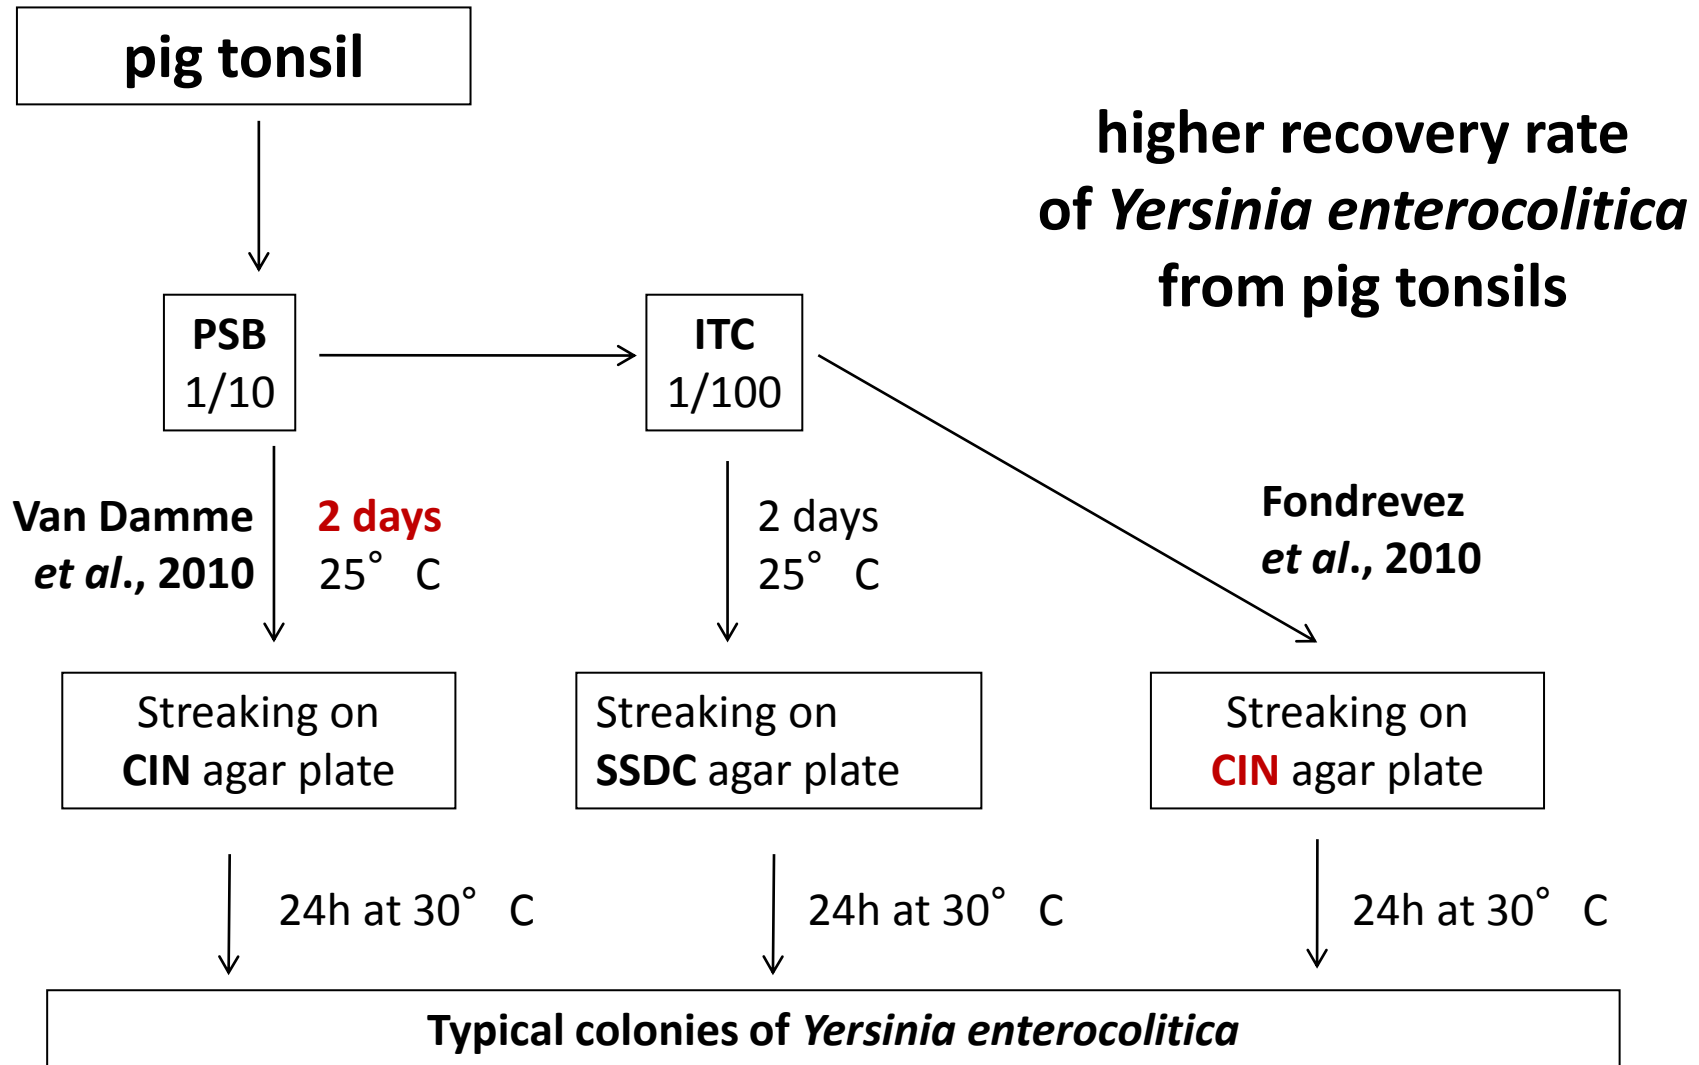 pig tonsil
higher recovery rate
of Yersinia enterocolitica
from pig tonsils
PSB
1/10
ITC
1/100
Van Damme
et al., 2010
2 days
25° C
2 days
25° C
Fondrevez
et al., 2010
Streaking on
CIN agar plate
Streaking on
SSDC agar plate
Streaking on
CIN agar plate
24h at 30° C
24h at 30° C
24h at 30° C
Typical colonies of Yersinia enterocolitica